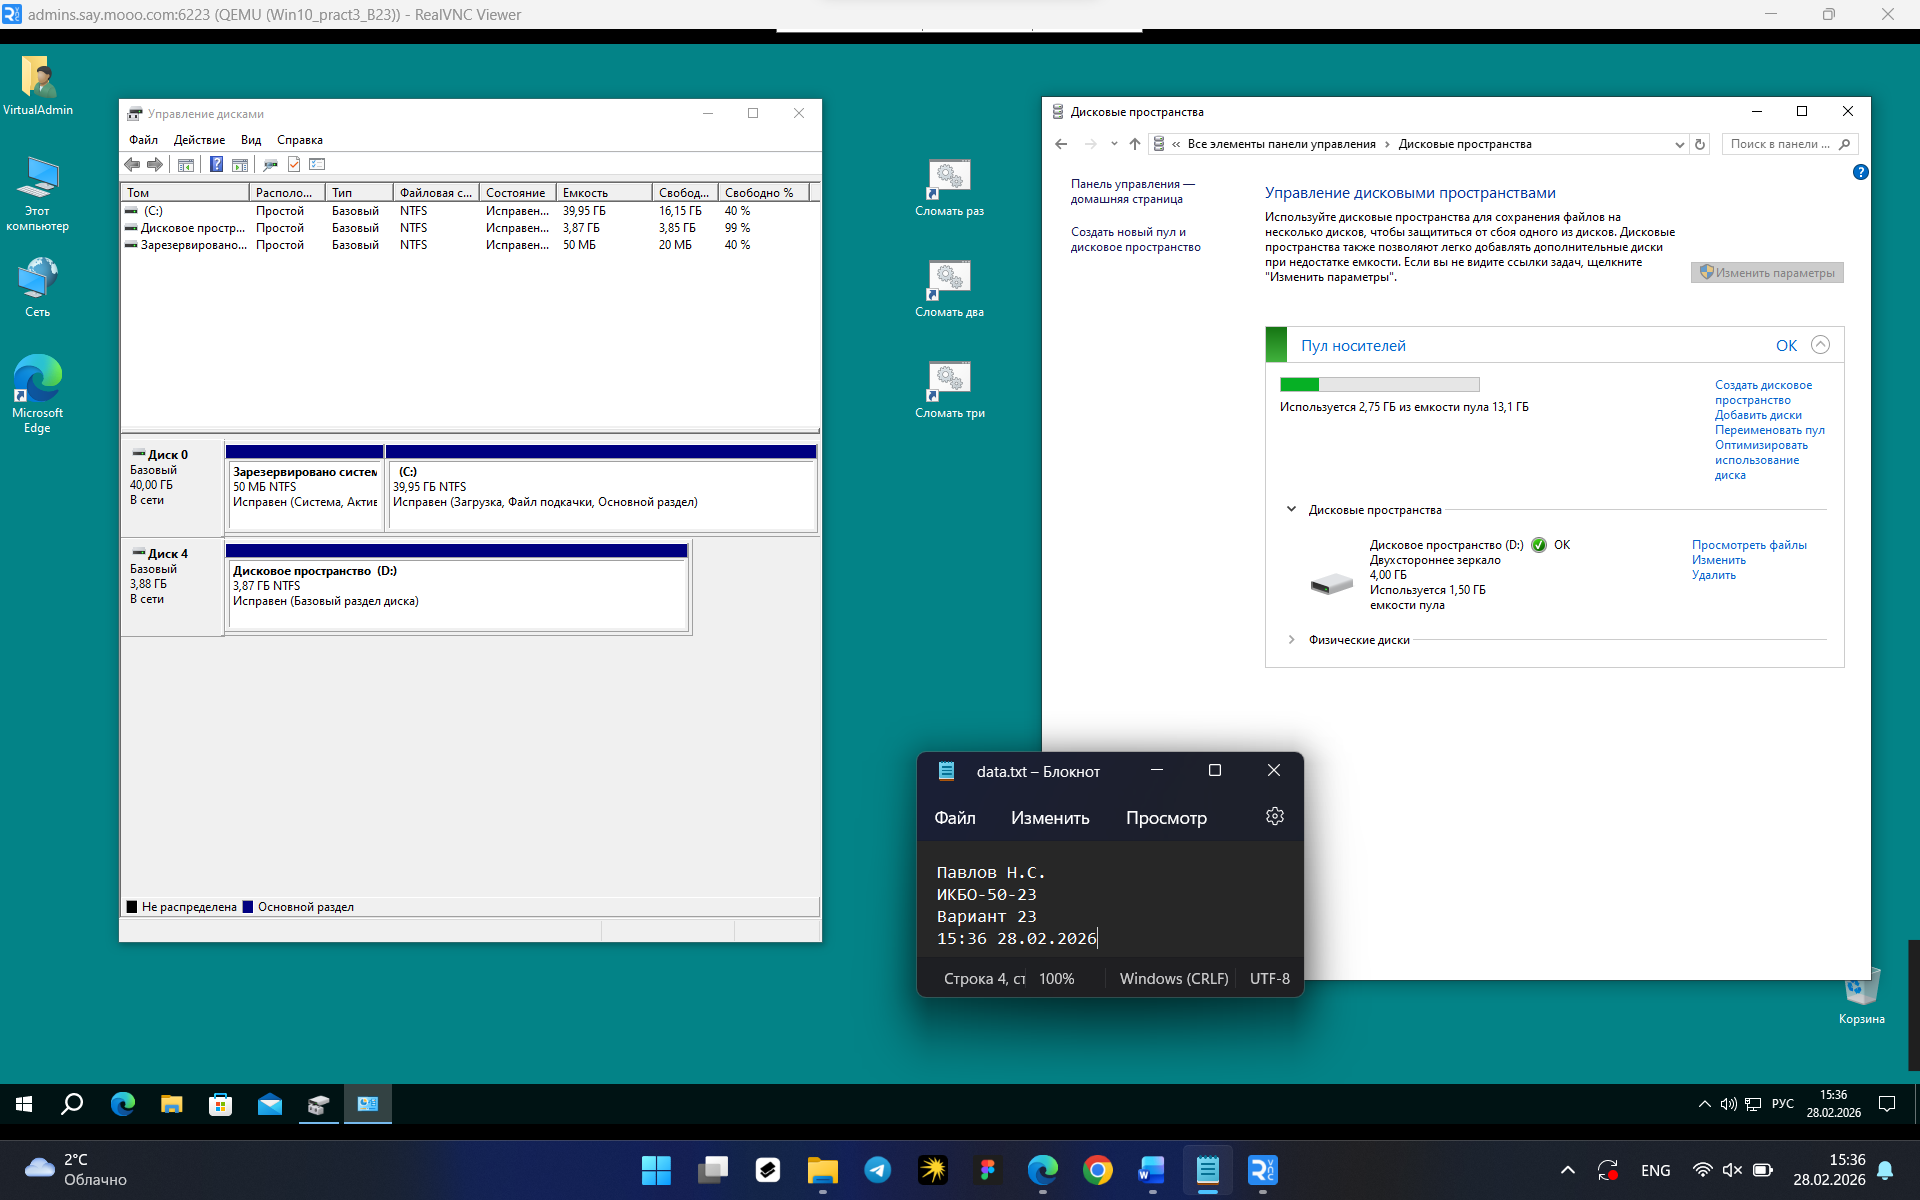 admins.say.mooo.com:6223 (QEMU (Win10_pract3_B23)) - RealVNC Viewer
VirtualAdmin
Этот
компьютер
Сеть
Microsoft
Edge
Управление дисками
Файл Действие Вид Справка
Том Располо... Тип Файловая с... Состояние Емкость Свобод... Свободно %
(C:) Простой Базовый NTFS Исправен... 39,95 ГБ 16,15 ГБ 40 %
Дисковое простр... Простой Базовый NTFS Исправен... 3,87 ГБ 3,85 ГБ 99 %
Зарезервировано... Простой Базовый NTFS Исправен... 50 МБ 20 МБ 40 %
Диск 0
Базовый
40,00 ГБ
В сети
Зарезервировано систем
50 МБ NTFS
Исправен (Система, Актив
(C:)
39,95 ГБ NTFS
Исправен (Загрузка, Файл подкачки, Основной раздел)
Диск 4
Базовый
3,88 ГБ
В сети
Дисковое пространство (D:)
3,87 ГБ NTFS
Исправен (Базовый раздел диска)
Не распределена Основной раздел
Сломать раз
Сломать два
Сломать три
Дисковые пространства
« Все элементы панели управления › Дисковые пространства
Поиск в панели ...
Панель управления —
домашняя страница
Создать новый пул и
дисковое пространство
Управление дисковыми пространствами
Используйте дисковые пространства для сохранения файлов на
несколько дисков, чтобы защититься от сбоя одного из дисков. Дисковые
пространства также позволяют легко добавлять дополнительные диски
при недостатке емкости. Если вы не видите ссылки задач, щелкните
"Изменить параметры".
Изменить параметры
Пул носителей ОК
Используется 2,75 ГБ из емкости пула 13,1 ГБ
Создать дисковое
пространство
Добавить диски
Переименовать пул
Оптимизировать
использование
диска
Дисковые пространства
Дисковое пространство (D:) ОК
Двухстороннее зеркало
4,00 ГБ
Используется 1,50 ГБ
емкости пула
Просмотреть файлы
Изменить
Удалить
Физические диски
data.txt – Блокнот
Файл Изменить Просмотр
Павлов Н.С.
ИКБО-50-23
Вариант 23
15:36 28.02.2026
Строка 4, ст 100% Windows (CRLF) UTF-8
Корзина
РУС
15:36
28.02.2026
2°C
Облачно
ENG
15:36
28.02.2026